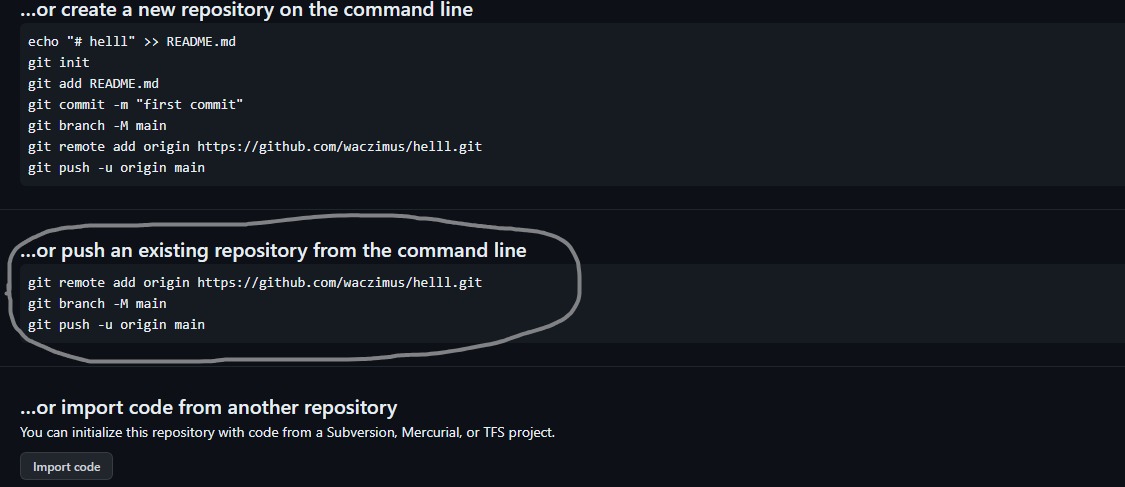 ...or create a new repository on the command line
echo "# helll" >> README.md
git init
git add README.md
git commit -m "first commit"
git branch -M main
git remote add origin https://github.com/waczimus/helll.git
git push -u origin main
...or push an existing repository from the command line
git remote add origin https://github.com/waczimus/helll.git
git branch -M main
git push -u origin main
...or import code from another repository
You can initialize this repository with code from a Subversion, Mercurial, or TFS project.
Import code